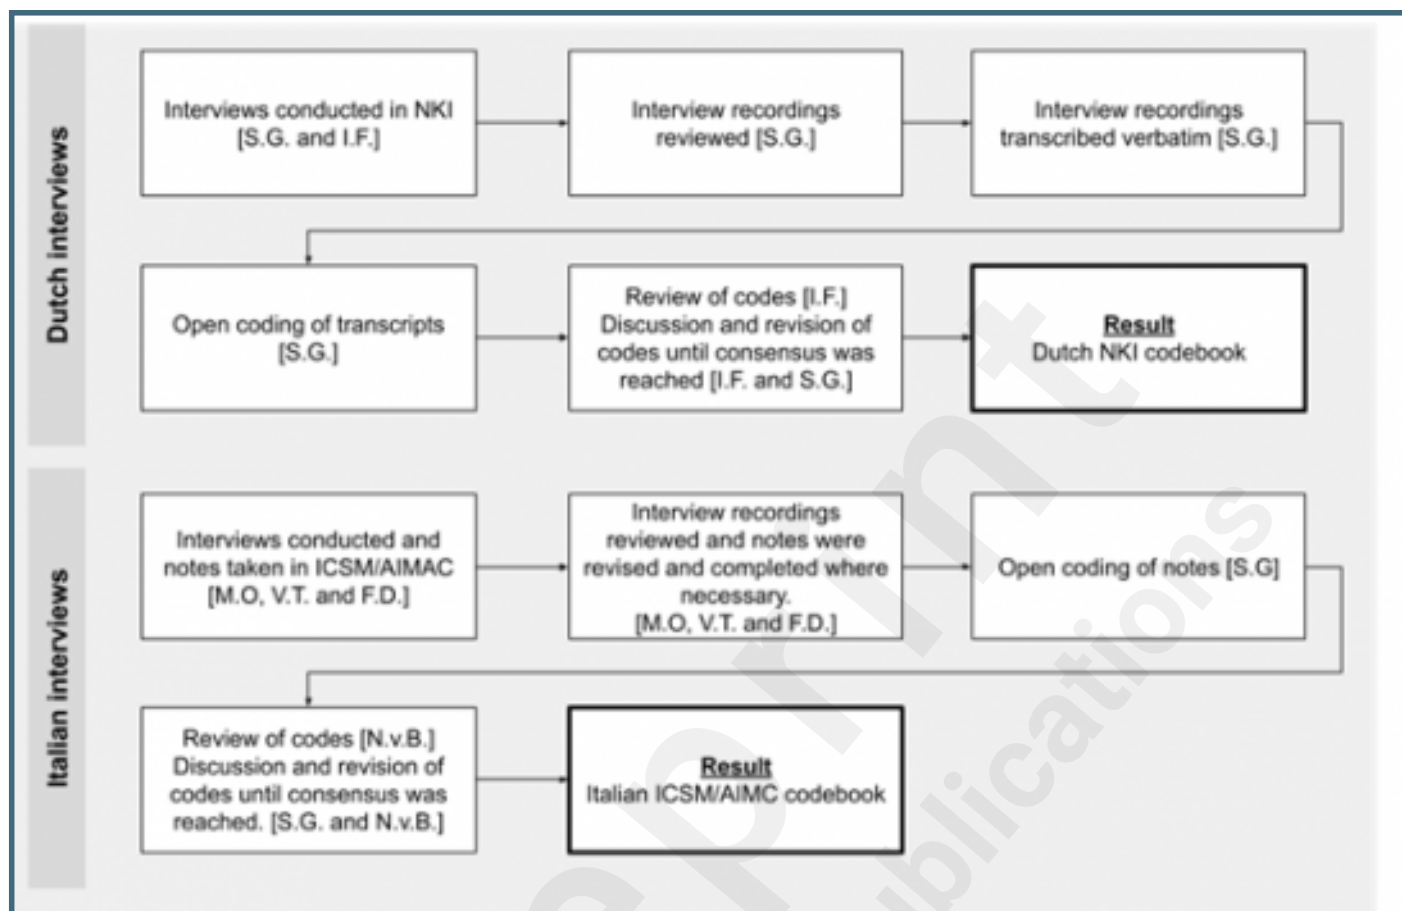 Dutch interviews
Interviews conducted in NKI
[S.G. and I.F.]
Interview recordings
reviewed [S.G.]
Interview recordings
transcribed verbatim [S.G.]
Open coding of transcripts
[S.G.]
Review of codes [I.F.]
Discussion and revision of
codes until consensus was
reached [I.F. and S.G.]
Result
Dutch NKI codebook
Italian interviews
Interviews conducted and
notes taken in ICSM/AIMAC
[M.O, V.T. and F.D.]
Interview recordings
reviewed and notes were
revised and completed where
necessary.
[M.O, V.T. and F.D.]
Open coding of notes [S.G]
Review of codes [N.v.B.]
Discussion and revision of
codes until consensus was
reached. [S.G. and N.v.B.]
Result
Italian ICSM/AIMC codebook
eprint
ublications